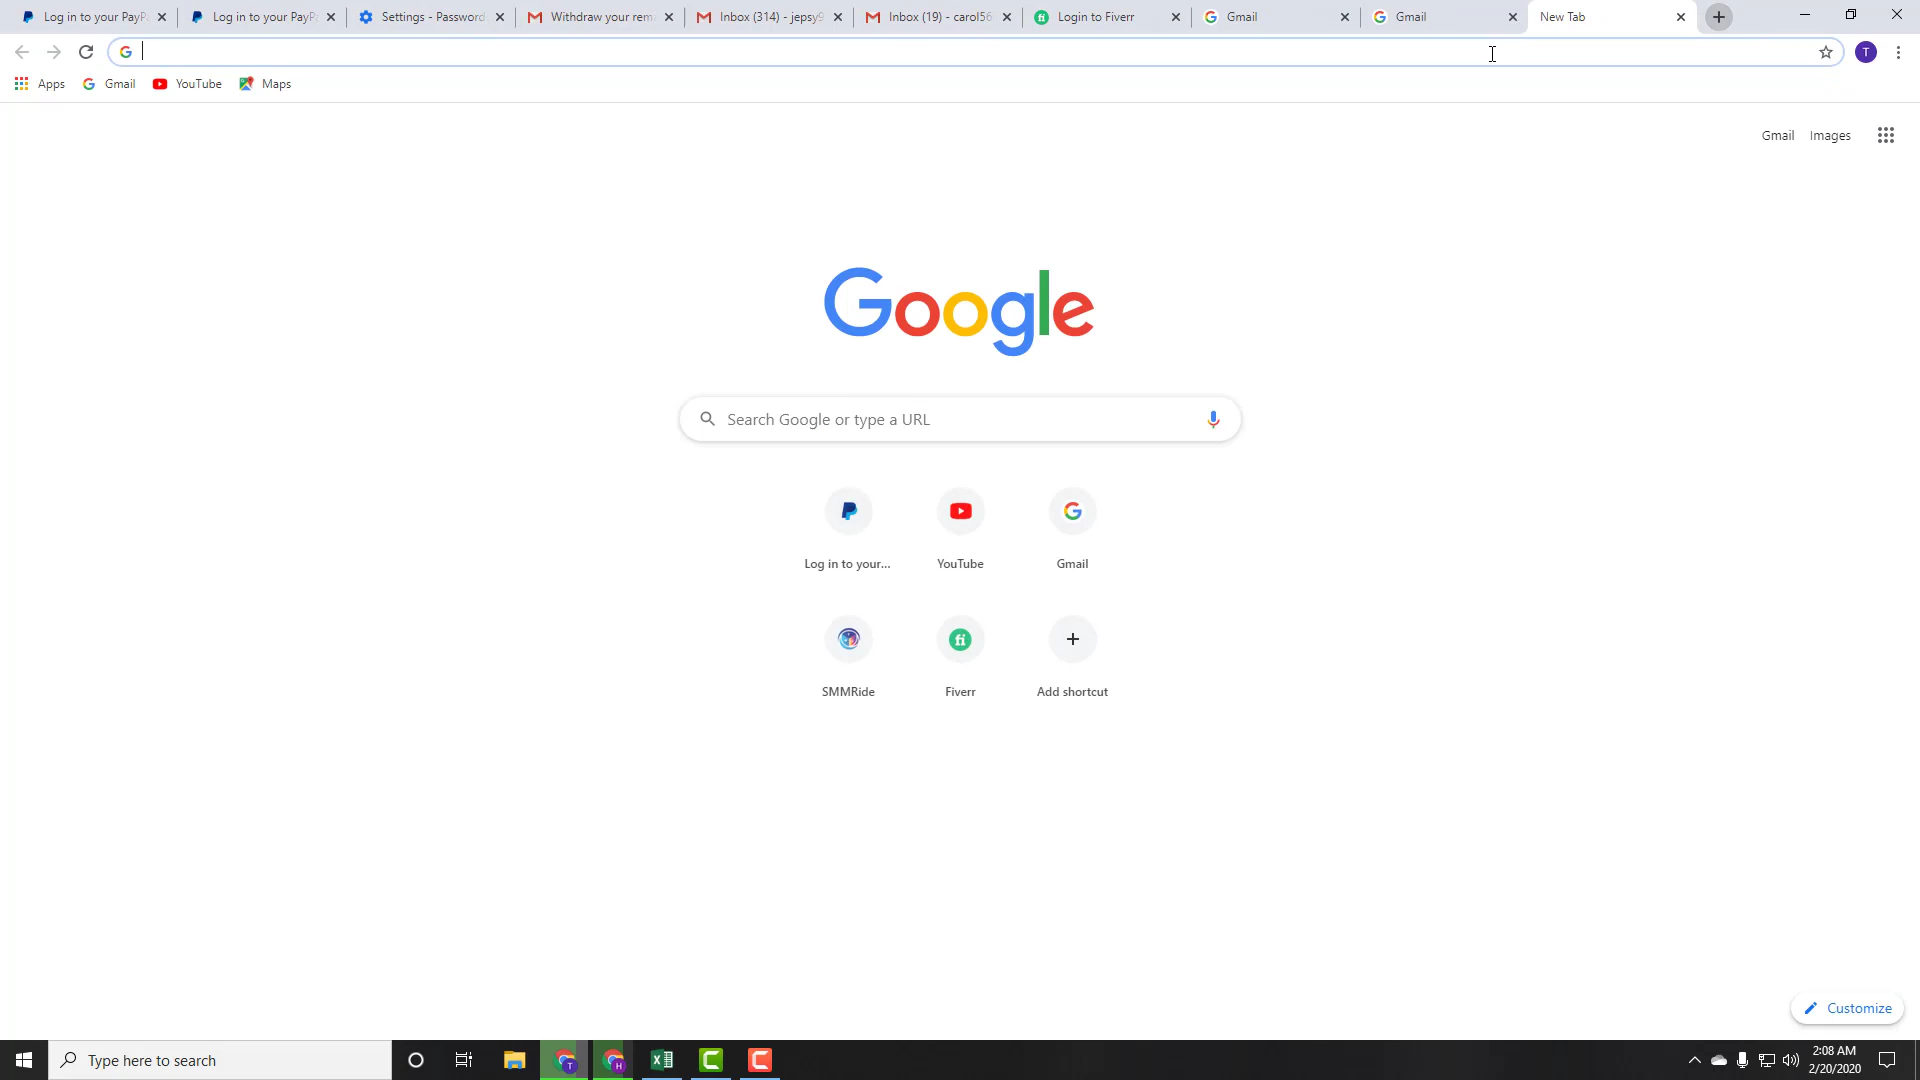 Log in to your PayP
Log in to your PayP
Settings - Password
Withdraw your rem
Inbox (314) - jepsy9
Inbox (19) - carol56
Login to Fiverr
Gmail
Gmail
New Tab
T
Apps
Gmail
YouTube
Maps
Gmail
Images
Google
Search Google or type a URL
Log in to your...
YouTube
Gmail
SMMRide
Fiverr
Add shortcut
Customize
Type here to search
2:08 AM
2/20/2020